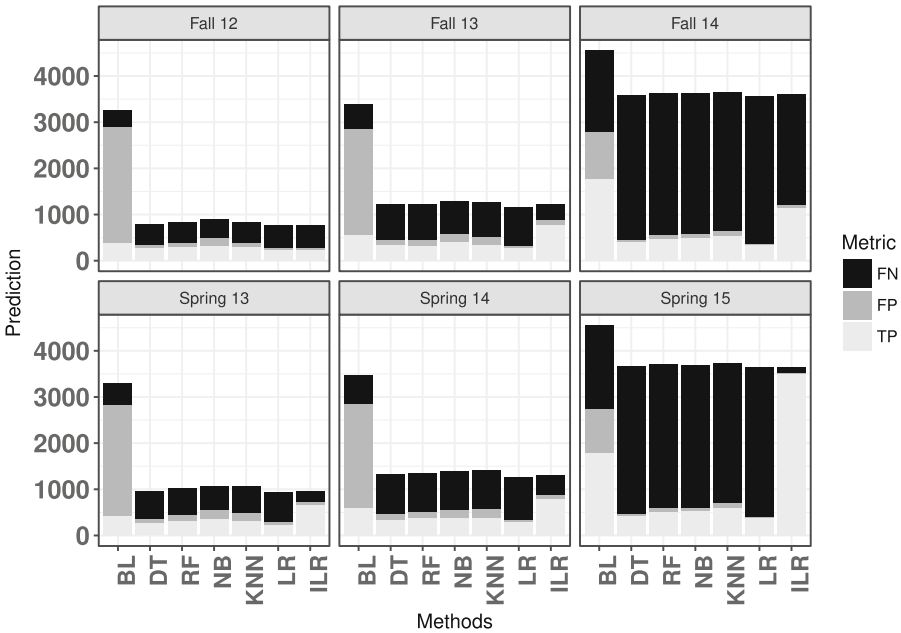 Fall 12
Fall 13
Fall 14
4000
3000
2000
1000
0
Prediction
Spring 13
Spring 14
Spring 15
4000
3000
2000
1000
0
BL DT RF NB KNN LR ILR
BL DT RF NB KNN LR ILR
BL DT RF NB KNN LR ILR
Methods
Metric
FN
FP
TP